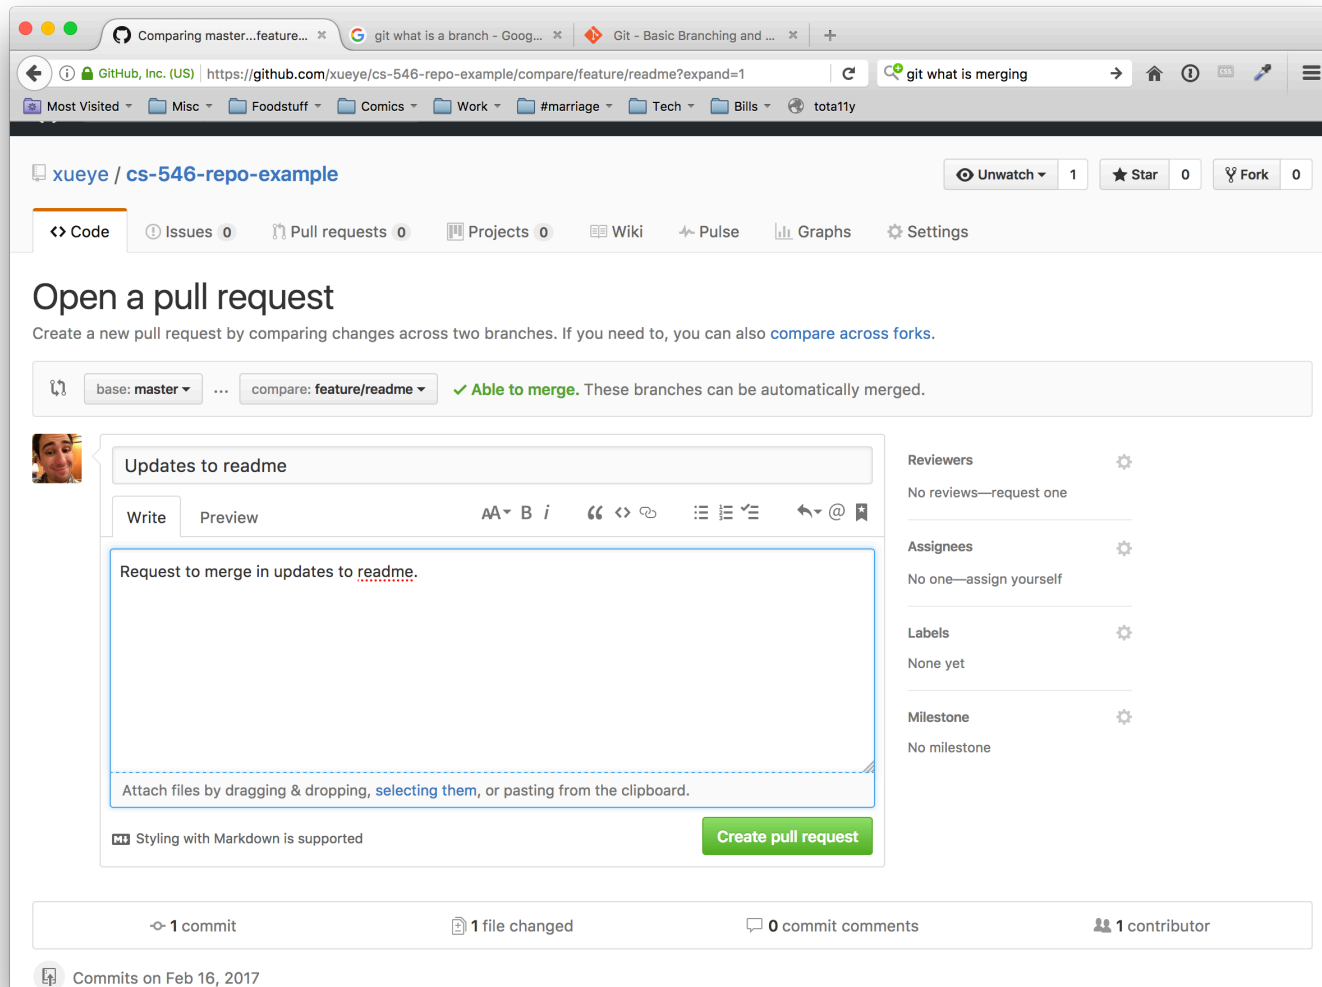 Comparing master...feature... × git what is a branch - Goog... × Git - Basic Branching and ... × +
GitHub, Inc. (US) https://github.com/xueye/cs-546-repo-example/compare/feature/readme?expand=1 git what is merging CSS
Most Visited Misc Foodstuff Comics Work #marriage Tech Bills tota11y
xueye / cs-546-repo-example Unwatch 1 Star 0 Fork 0
<> Code Issues 0 Pull requests 0 Projects 0 Wiki Pulse Graphs Settings
Open a pull request
Create a new pull request by comparing changes across two branches. If you need to, you can also compare across forks.
base: master ... compare: feature/readme ✓ Able to merge. These branches can be automatically merged.
Updates to readme
Write Preview AA B i “ <> @
Request to merge in updates to readme.
Attach files by dragging & dropping, selecting them, or pasting from the clipboard.
Styling with Markdown is supported
Create pull request
Reviewers
No reviews—request one
Assignees
No one—assign yourself
Labels
None yet
Milestone
No milestone
1 commit 1 file changed 0 commit comments 1 contributor
Commits on Feb 16, 2017